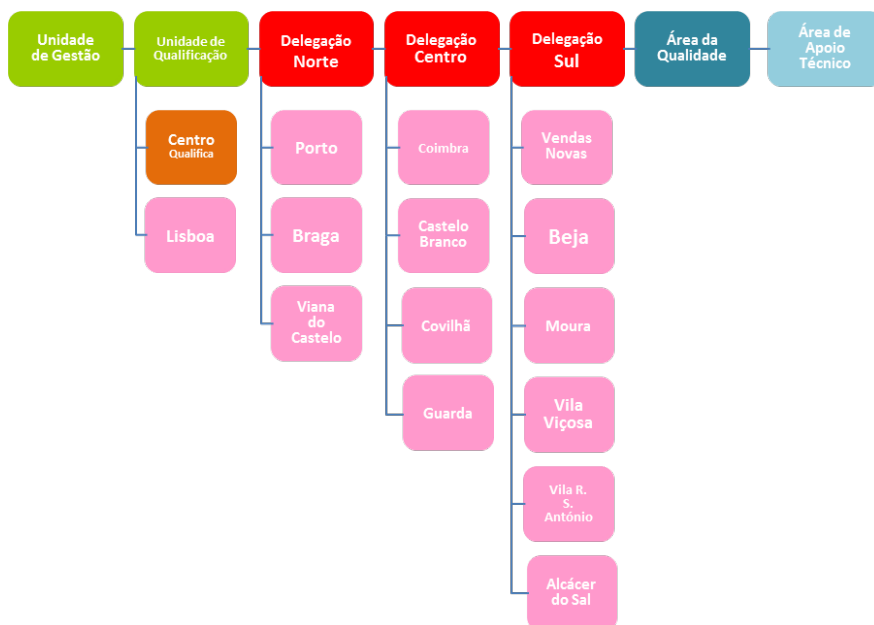 Unidade
de Gestão
Unidade de
Qualificação
Delegação
Norte
Delegação
Centro
Delegação
Sul
Área da
Qualidade
Área de
Apoio
Técnico
Centro
Qualifica
Lisboa
Porto
Braga
Viana
do
Castelo
Coimbra
Castelo
Branco
Covilhã
Guarda
Vendas
Novas
Beja
Moura
Vila
Viçosa
Vila R.
S.
António
Alcácer
do Sal